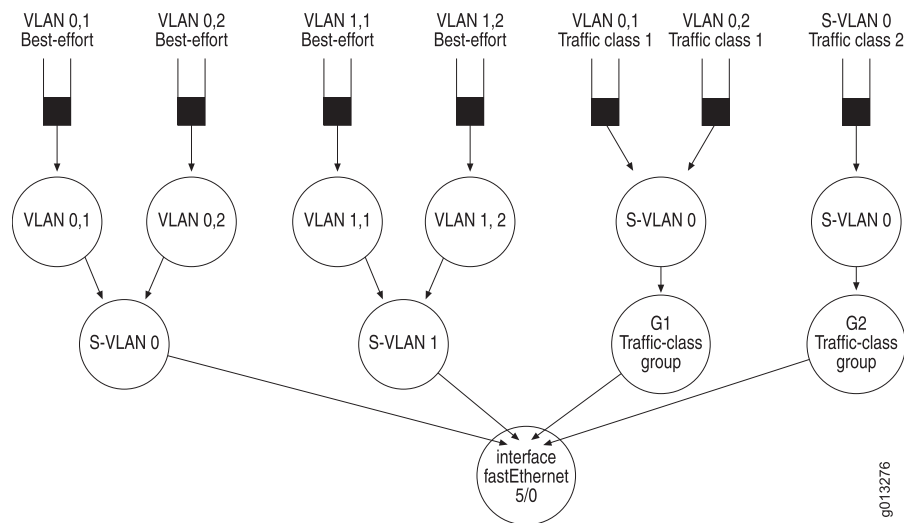 VLAN 0,1
Best-effort
VLAN 0,2
Best-effort
VLAN 1,1
Best-effort
VLAN 1,2
Best-effort
VLAN 0,1
Traffic class 1
VLAN 0,2
Traffic class 1
S-VLAN 0
Traffic class 2
VLAN 0,1
VLAN 0,2
VLAN 1,1
VLAN 1, 2
S-VLAN 0
S-VLAN 0
S-VLAN 0
S-VLAN 1
G1
Traffic-class
group
G2
Traffic-class
group
interface
fastEthernet
5/0
g013276